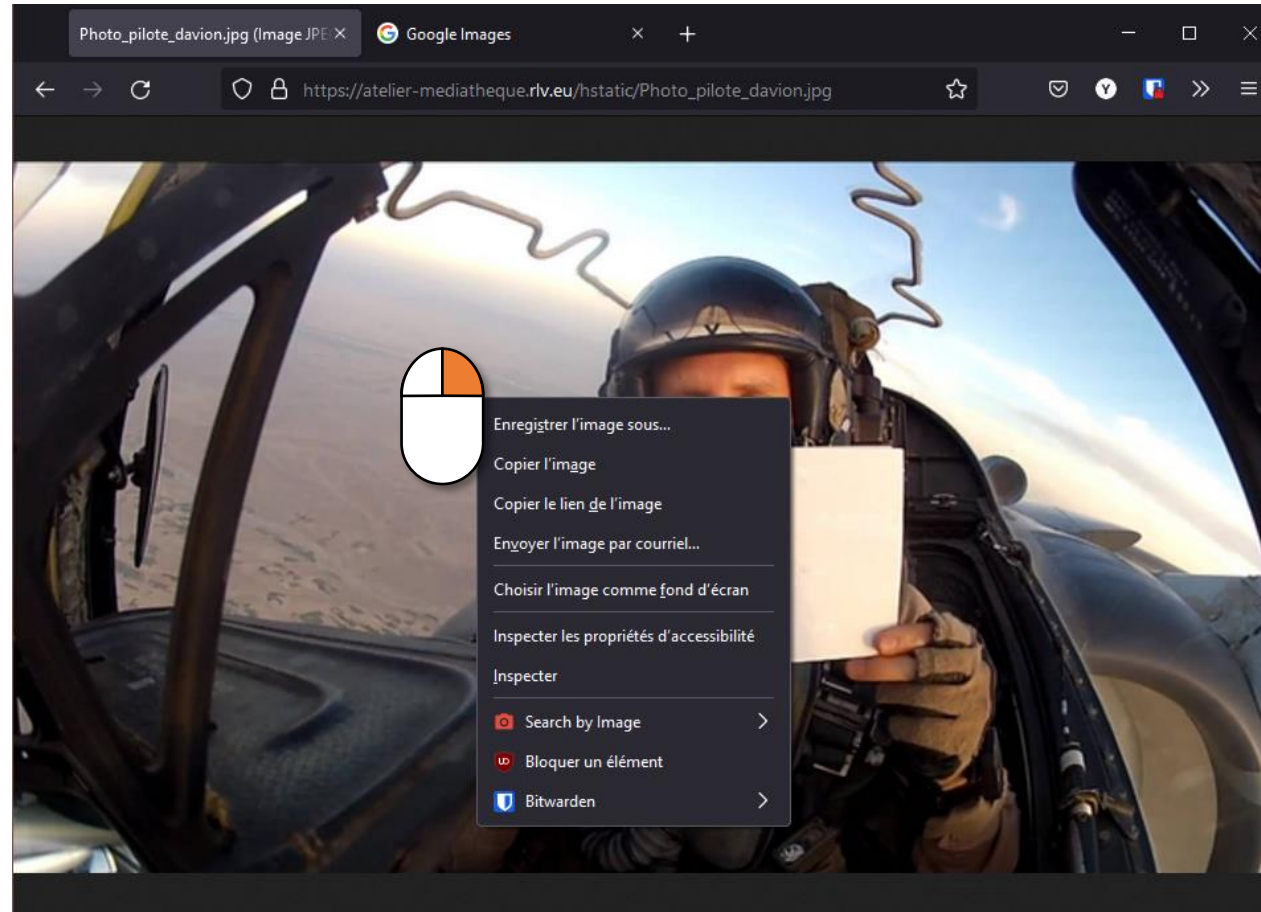 Photo_pilote_davion.jpg (Image JPE
Google Images
https://atelier-mediatheque.rlv.eu/hstatic/Photo_pilote_davion.jpg
Y
Enregistrer l'image sous...
Copier l'image
Copier le lien de l'image
Envoyer l'image par courriel...
Choisir l'image comme fond d'écran
Inspecter les propriétés d'accessibilité
Inspecter
Search by Image
Bloquer un élément
Bitwarden